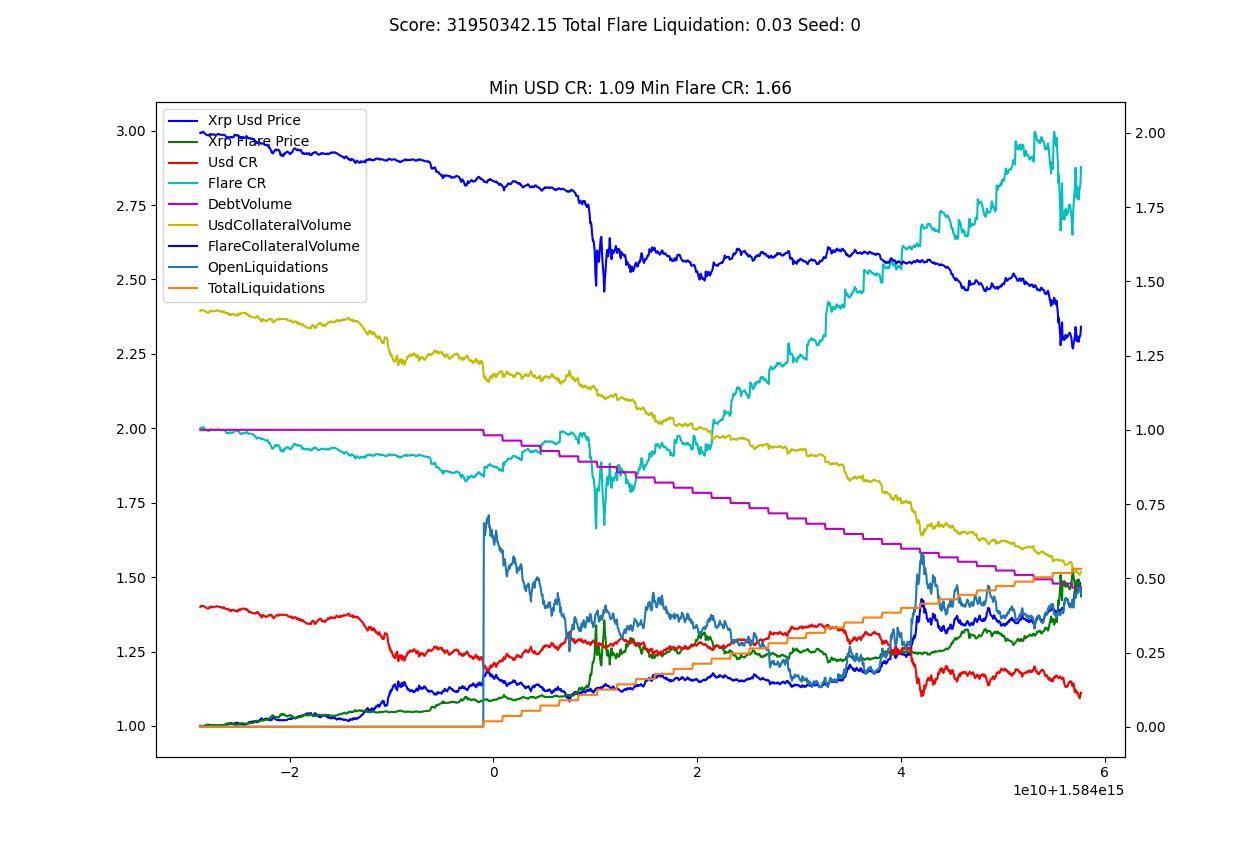 Score: 31950342.15 Total Flare Liquidation: 0.03 Seed: 0
Min USD CR: 1.09 Min Flare CR: 1.66
Xrp Usd Price
Xrp Flare Price
Usd CR
Flare CR
DebtVolume
UsdCollateralVolume
FlareCollateralVolume
OpenLiquidations
TotalLiquidations
3.00
2.75
2.50
2.25
2.00
1.75
1.50
1.25
1.00
2.00
1.75
1.50
1.25
1.00
0.75
0.50
0.25
0.00
−2 0 2 4 6
1e10+1.584e15